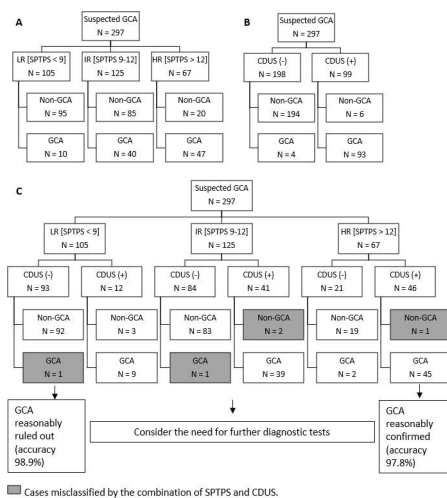 A
Suspected GCA
N = 297
LR [SPTPS < 9]
N = 105
IR [SPTPS 9-12]
N = 125
HR [SPTPS > 12]
N = 67
Non-GCA
N = 95
Non-GCA
N = 85
Non-GCA
N = 20
GCA
N = 10
GCA
N = 40
GCA
N = 47
B
Suspected GCA
N = 297
CDUS (-)
N = 198
CDUS (+)
N = 99
Non-GCA
N = 194
Non-GCA
N = 6
GCA
N = 4
GCA
N = 93
C
Suspected GCA
N = 297
LR [SPTPS < 9]
N = 105
IR [SPTPS 9-12]
N = 125
HR [SPTPS > 12]
N = 67
CDUS (-)
N = 93
CDUS (+)
N = 12
CDUS (-)
N = 84
CDUS (+)
N = 41
CDUS (-)
N = 21
CDUS (+)
N = 46
Non-GCA
N = 92
Non-GCA
N = 3
Non-GCA
N = 83
Non-GCA
N = 2
Non-GCA
N = 19
Non-GCA
N = 1
GCA
N = 1
GCA
N = 9
GCA
N = 1
GCA
N = 39
GCA
N = 2
GCA
N = 45
GCA
reasonably
ruled out
(accuracy
98.9%)
Consider the need for further diagnostic tests
GCA
reasonably
confirmed
(accuracy
97.8%)
Cases misclassified by the combination of SPTPS and CDUS.